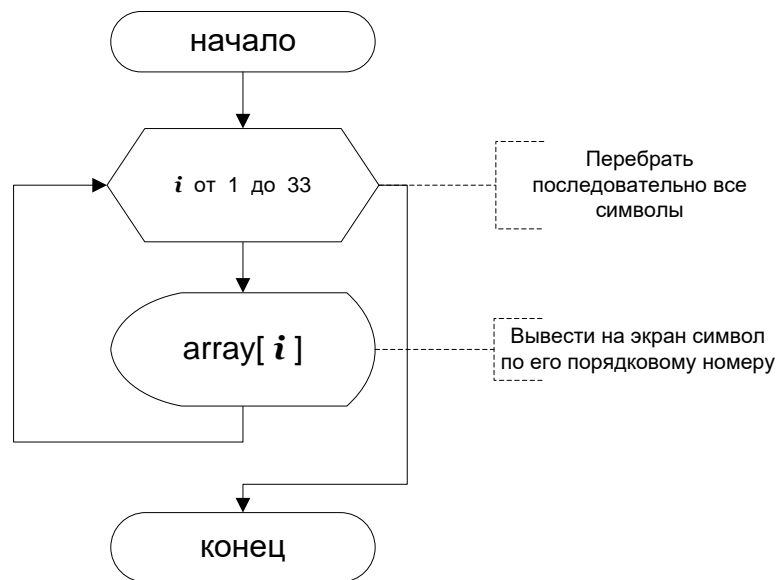 начало
i от 1 до 33
Перебрать
последовательно все
символы
array[ i ]
Вывести на экран символ
по его порядковому номеру
конец